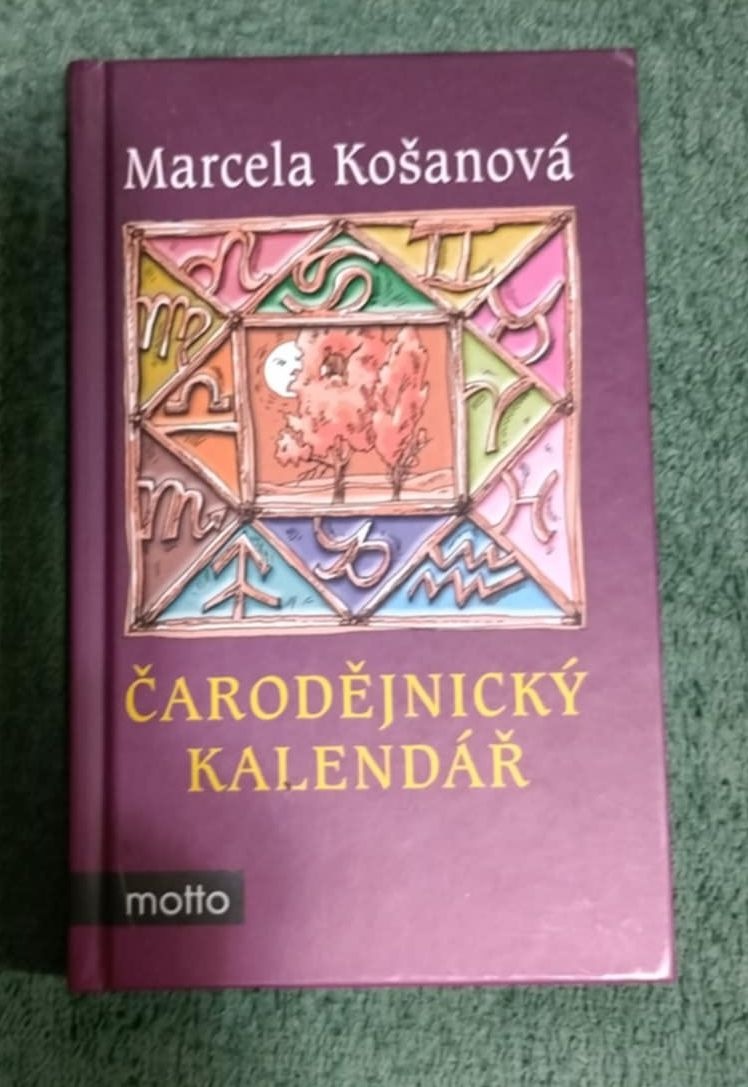 Marcela Košanová
ČARODĚJNICKÝ
KALENDÁŘ
motto